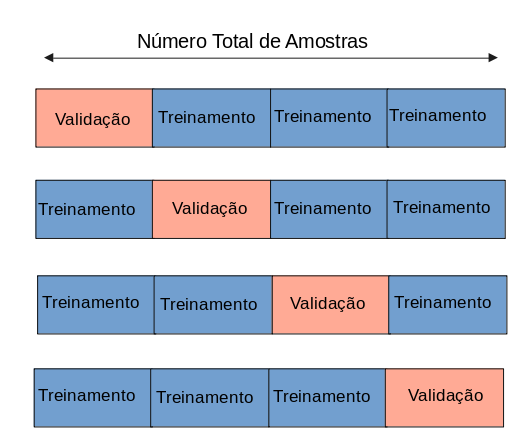 Número Total de Amostras
Validação Treinamento Treinamento Treinamento
Treinamento Validação Treinamento Treinamento
Treinamento Treinamento Validação Treinamento
Treinamento Treinamento Treinamento Validação